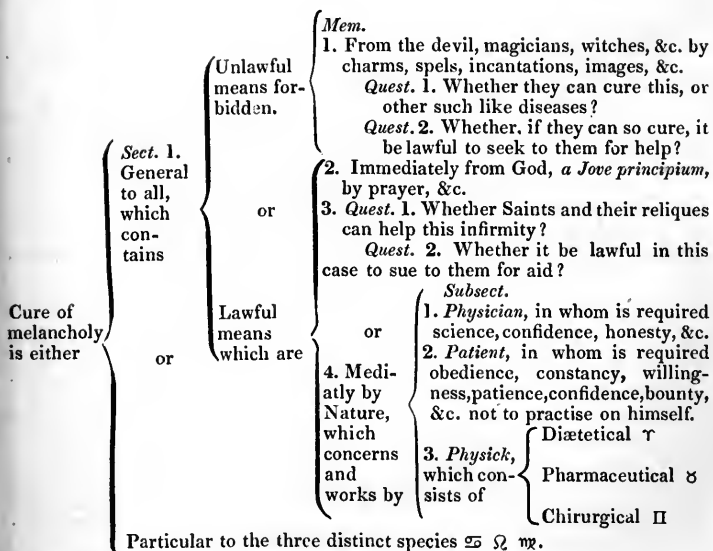 Cure of
melancholy
is either
Sect. 1.
General
to all,
which
con-
tains
or
Unlawful
means for-
bidden.
or
Lawful
means
which are
Mem.
1. From the devil, magicians, witches, &c. by
charms, spels, incantations, images, &c.
Quest. 1. Whether they can cure this, or
other such like diseases?
Quest. 2. Whether. if they can so cure, it
be lawful to seek to them for help?
2. Immediately from God, a Jove principium,
by prayer, &c.
3. Quest. 1. Whether Saints and their reliques
can help this infirmity?
Quest. 2. Whether it be lawful in this
case to sue to them for aid?
or
4. Medi-
atly by
Nature,
which
concerns
and
works by
Subsect.
1. Physician, in whom is required
science, confidence, honesty, &c.
2. Patient, in whom is required
obedience, constancy, willing-
ness, patience, confidence, bounty,
&c. not to practise on himself.
3. Physick,
which con-
sists of
Diætetical ♈
Pharmaceutical ♉
Chirurgical ♊
Particular to the three distinct species ♋ ♌ ♍.